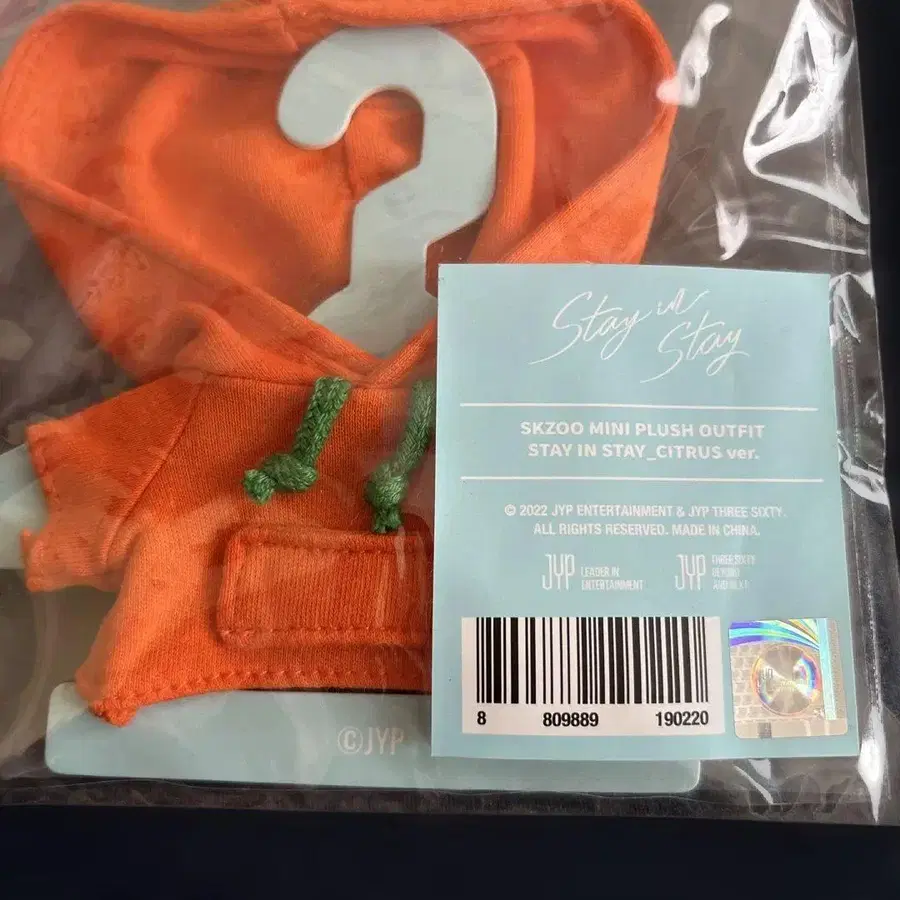 Stay in
Stay
SKZOO MINI PLUSH OUTFIT
STAY IN STAY_CITRUS ver.
© 2022 JYP ENTERTAINMENT & JYP THREE SIXTY.
ALL RIGHTS RESERVED. MADE IN CHINA.
JYP LEADER IN
ENTERTAINMENT
JYP THREE SIXTY
BEYOND
8 809889 190220
©JYP